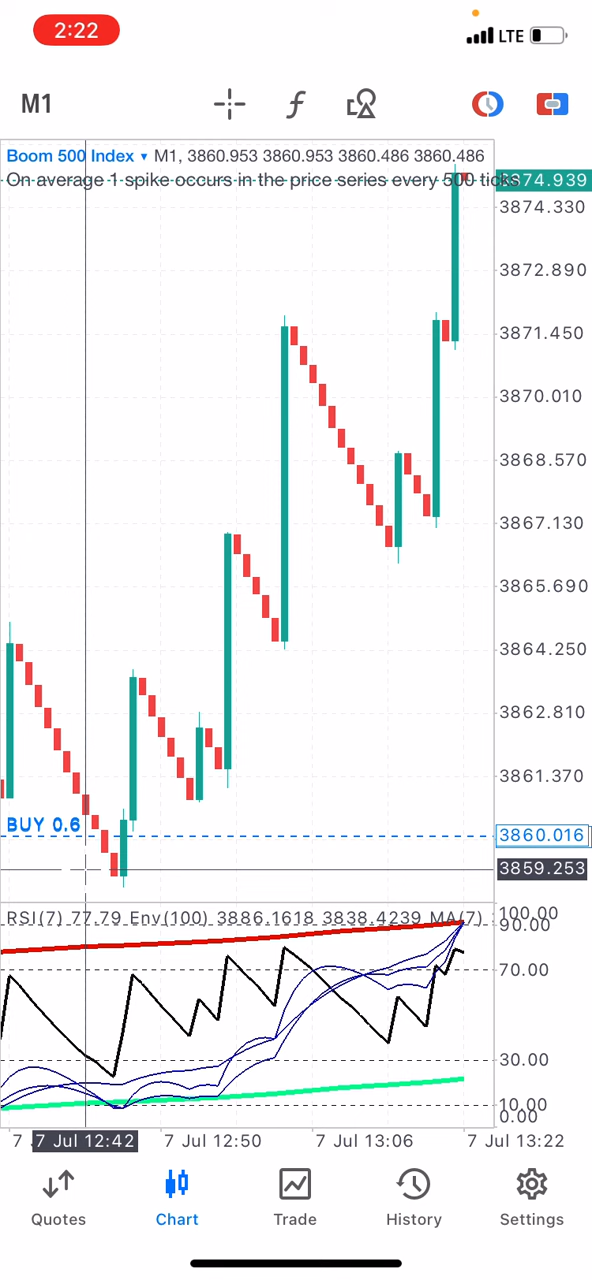 2:22
LTE
M1
Boom 500 Index ▾ M1, 3860.953 3860.953 3860.486 3860.486
On average 1 spike occurs in the price series every 500 ticks
3874.939
3874.330
3872.890
3871.450
3870.010
3868.570
3867.130
3865.690
3864.250
3862.810
3861.370
BUY 0.6
3860.016
3859.253
RSI(7) 77.79 Env(100) 3886.1618 3838.4239 MA(7)
100.00
90.00
70.00
30.00
10.00
0.00
7 7 Jul 12:42 7 Jul 12:50 7 Jul 13:06 7 Jul 13:22
Quotes Chart Trade History Settings